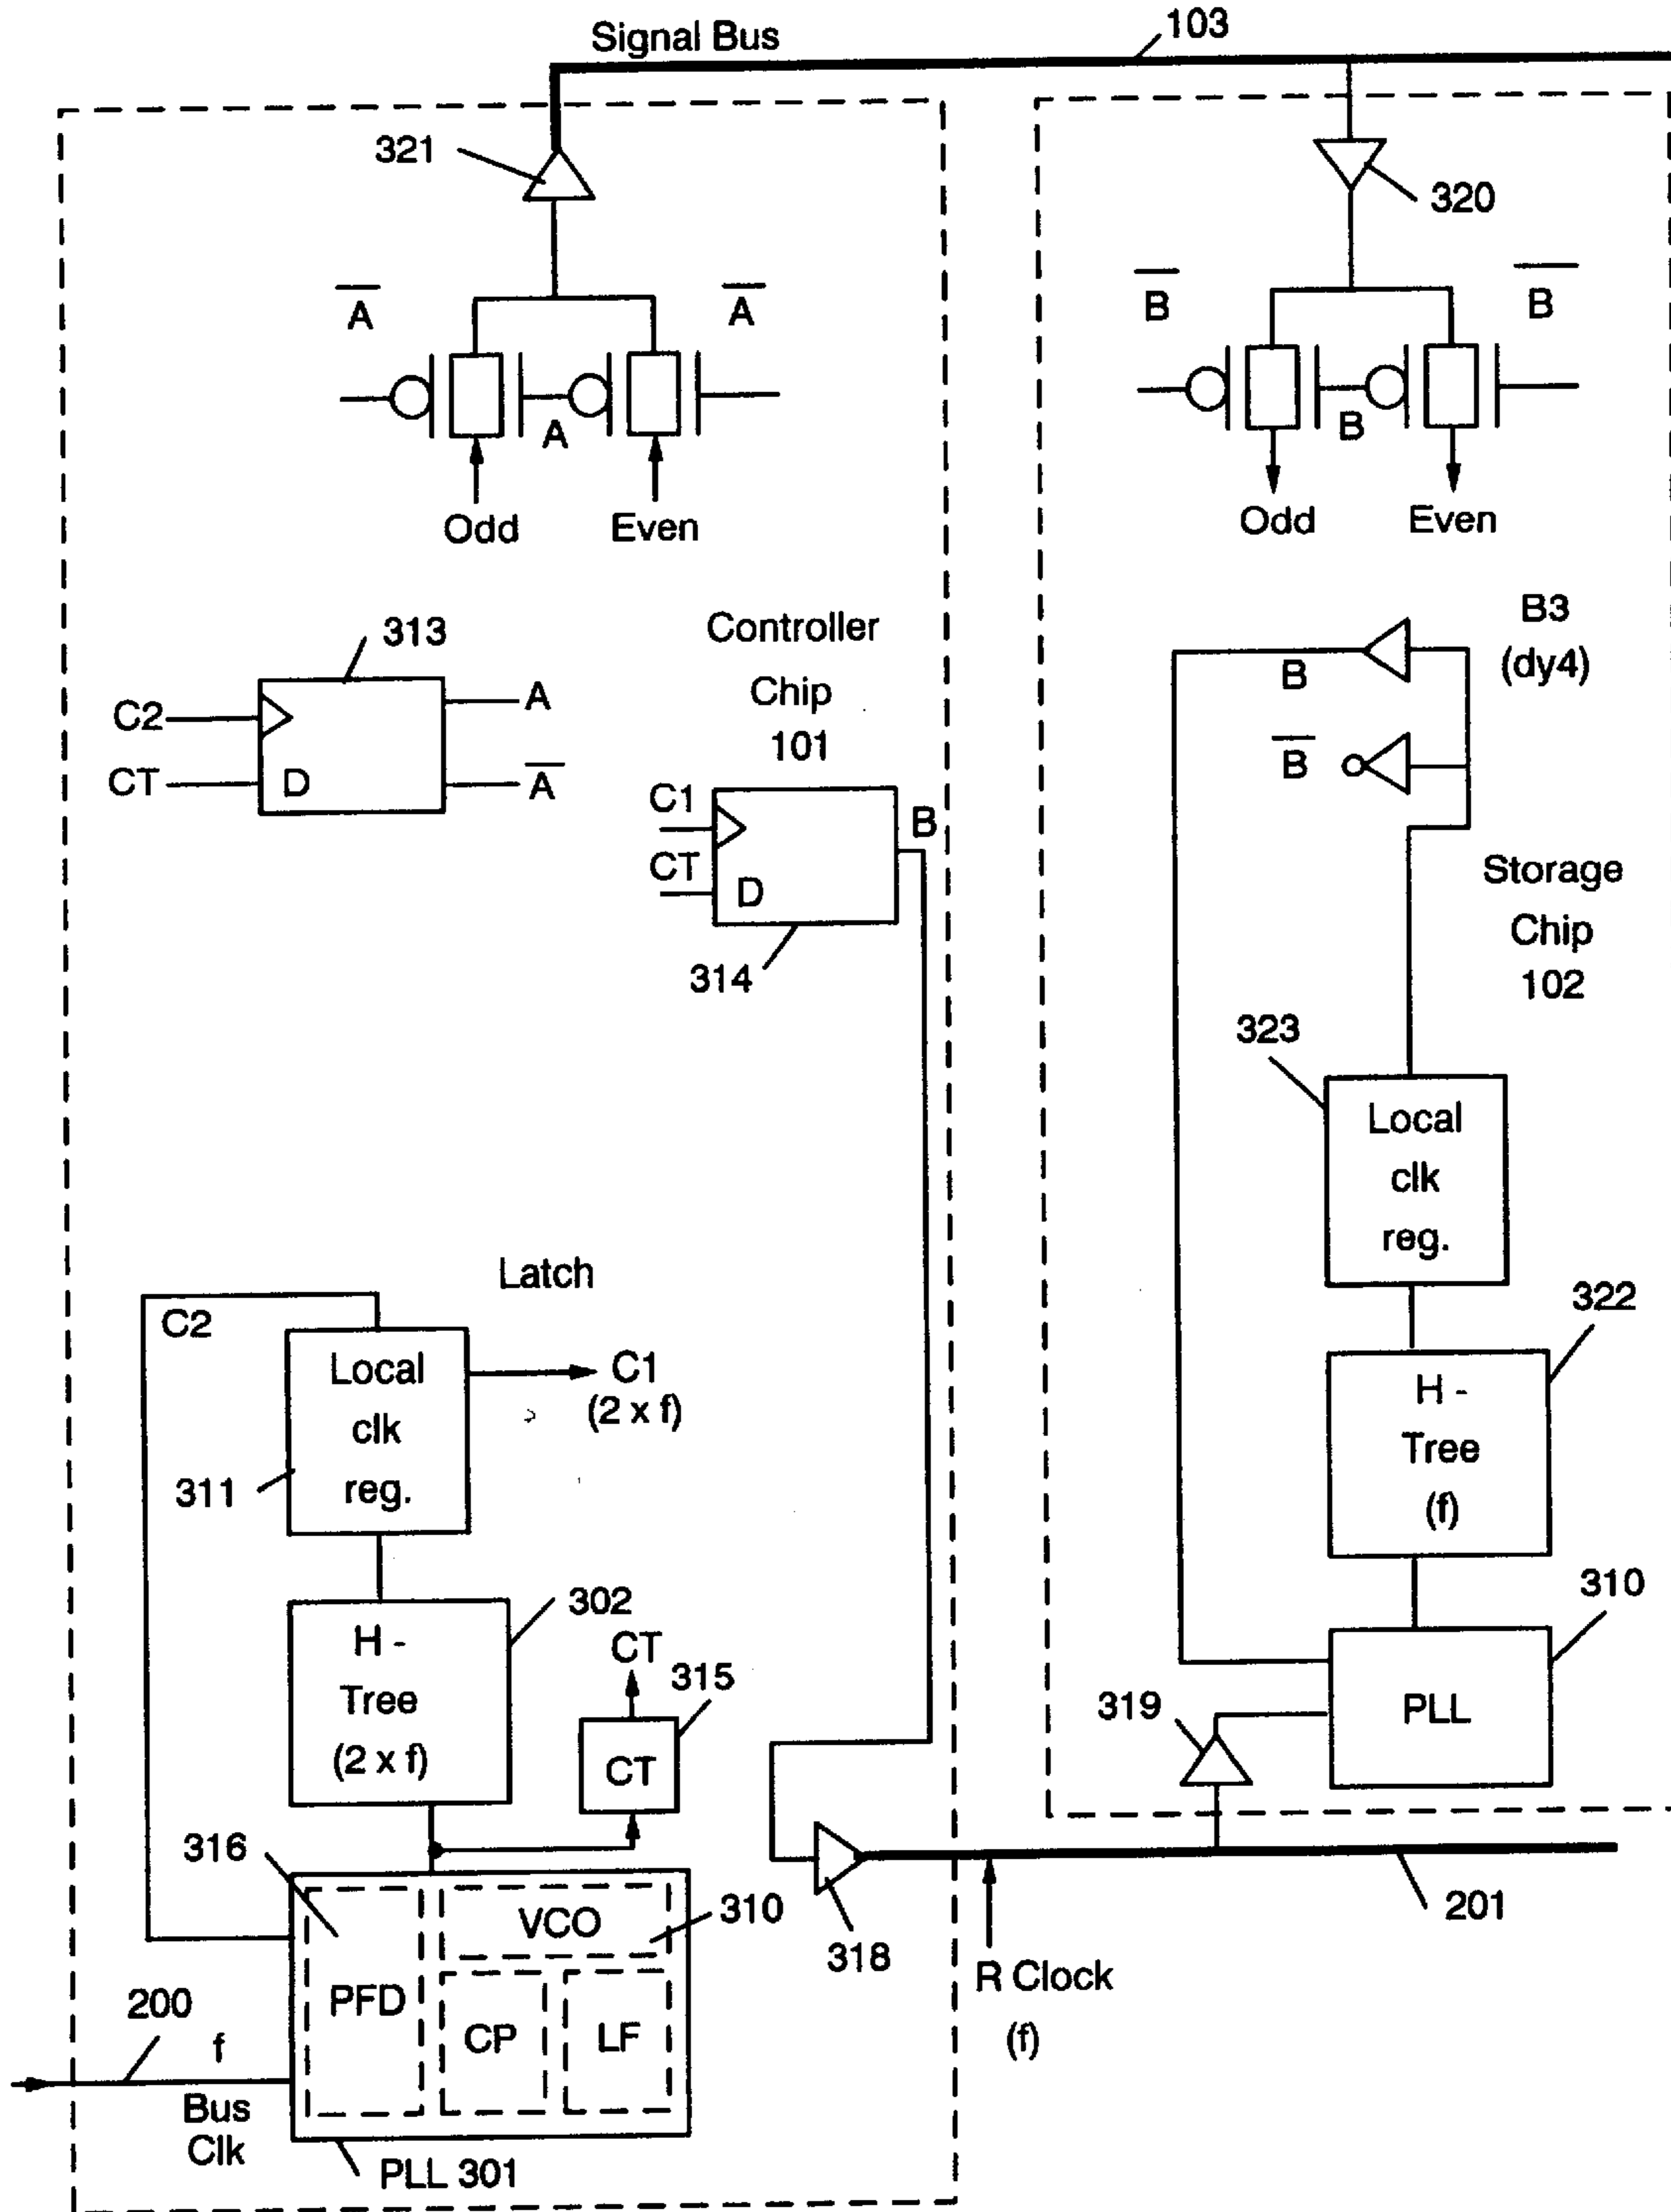 Signal Bus
103
321
320
A
A
B
B
A
B
Odd
Even
Odd
Even
313
C2
CT
D
A
A
Controller
Chip
101
C1
CT
D
B
314
B3
(dy4)
B
B
Storage
Chip
102
323
Local
clk
reg.
322
H -
Tree
(f)
310
PLL
319
Latch
C2
Local
clk
reg.
311
C1
(2 x f)
302
H -
Tree
(2 x f)
CT
315
CT
316
VCO
310
PFD
CP
LF
318
R Clock
(f)
201
200
f
Bus
Clk
PLL 301